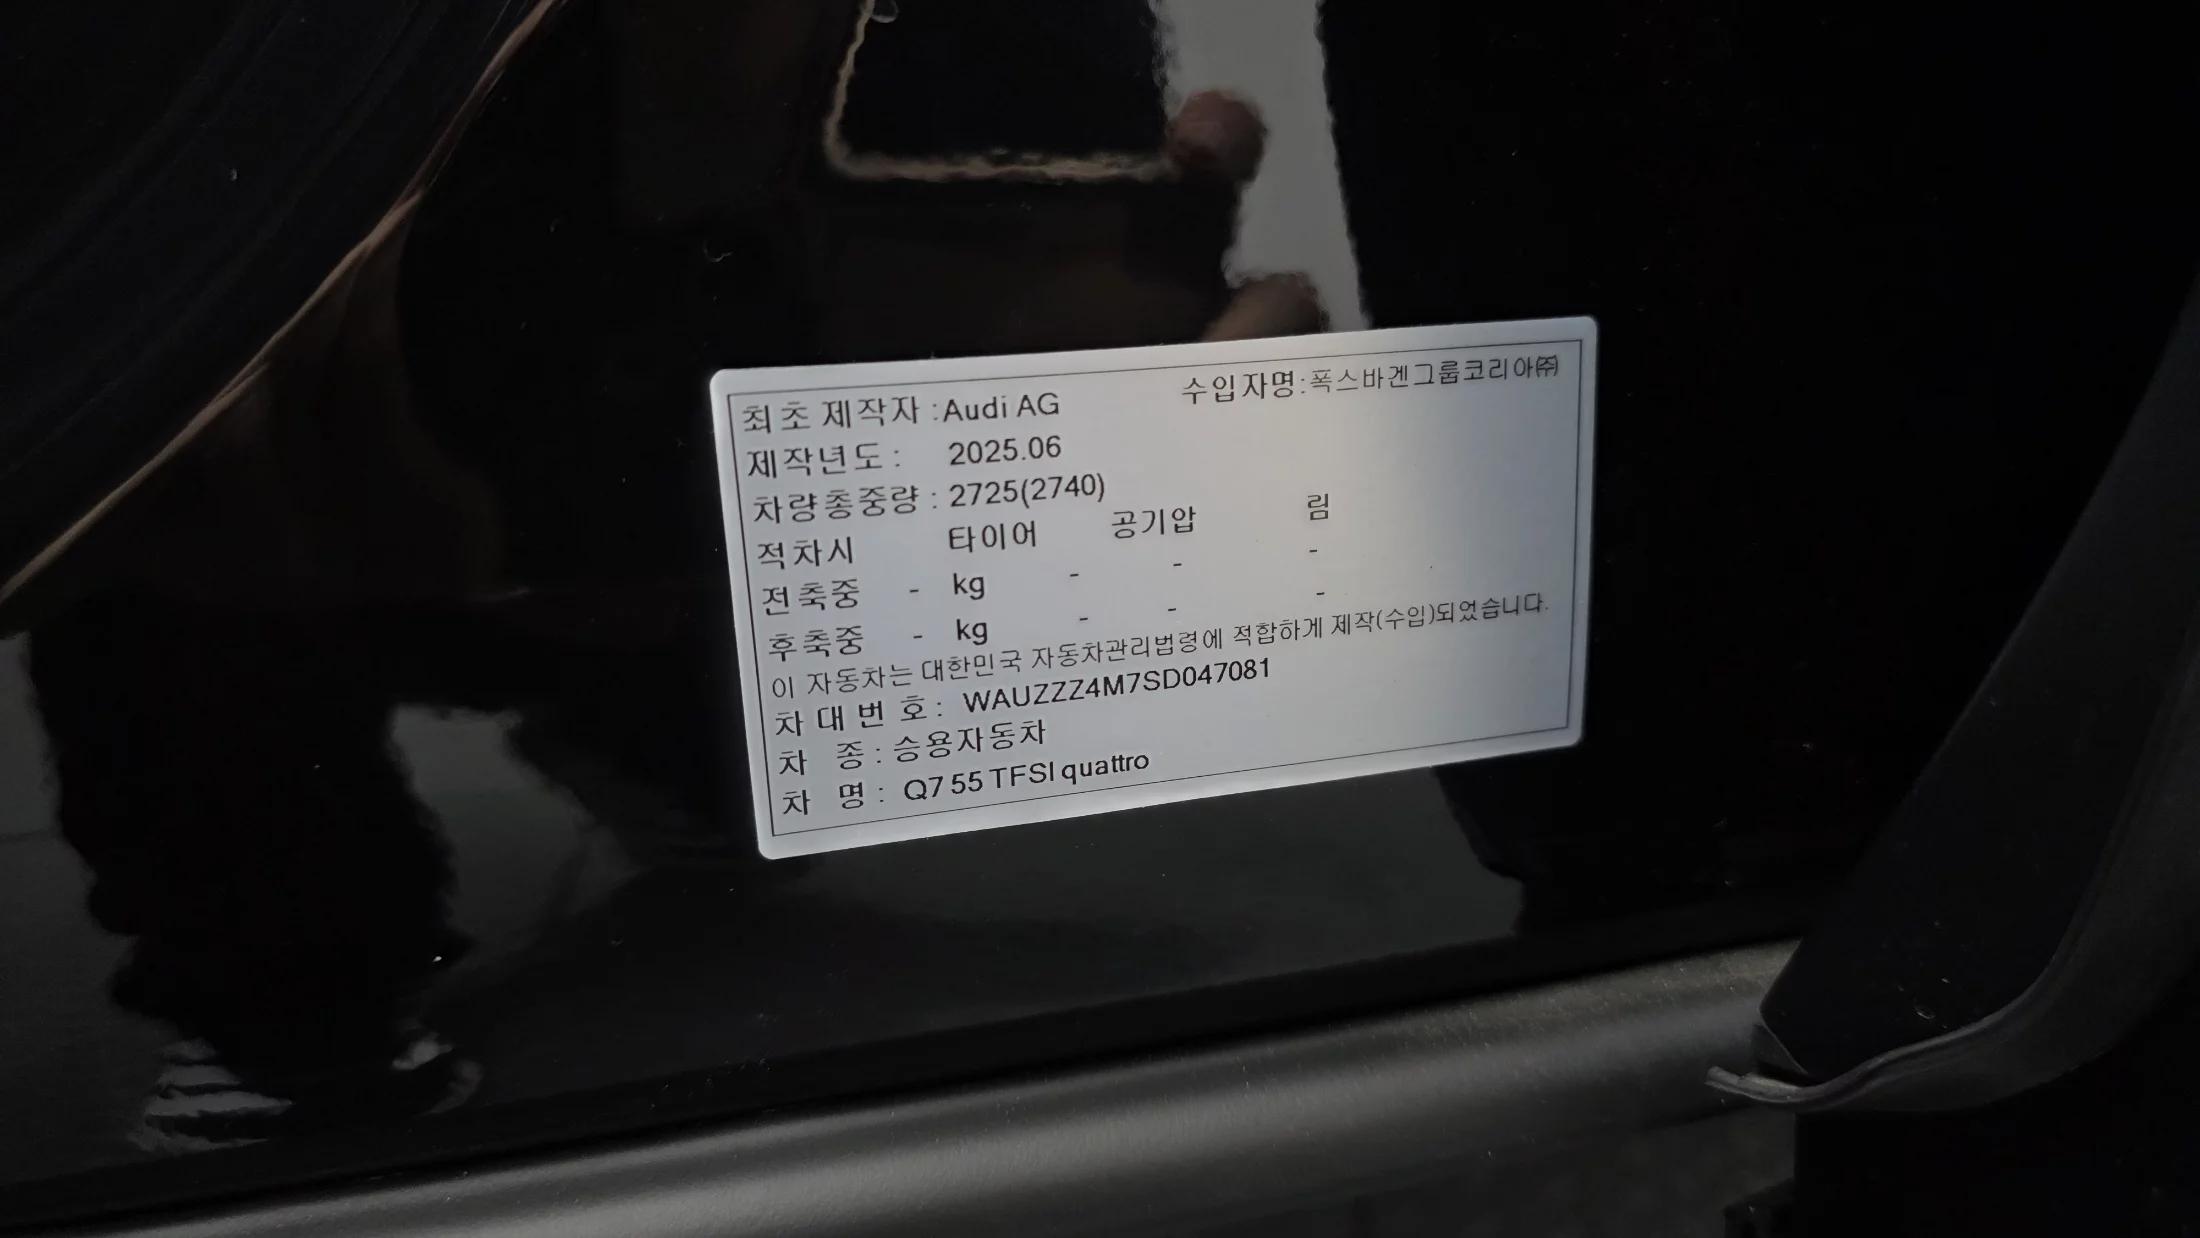 최초 제작자 : Audi AG 수입자명:폭스바겐그룹코리아㈜
제작년도 : 2025.06
차량총중량 : 2725(2740)
적차시 타이어 공기압 림
전축중 - kg - - -
후축중 - kg - - -
이 자동차는 대한민국 자동차관리법령에 적합하게 제작(수입)되었습니다.
차대번호 : WAUZZZ4M7SD047081
차 종 : 승용자동차
차 명 : Q7 55 TFSI quattro